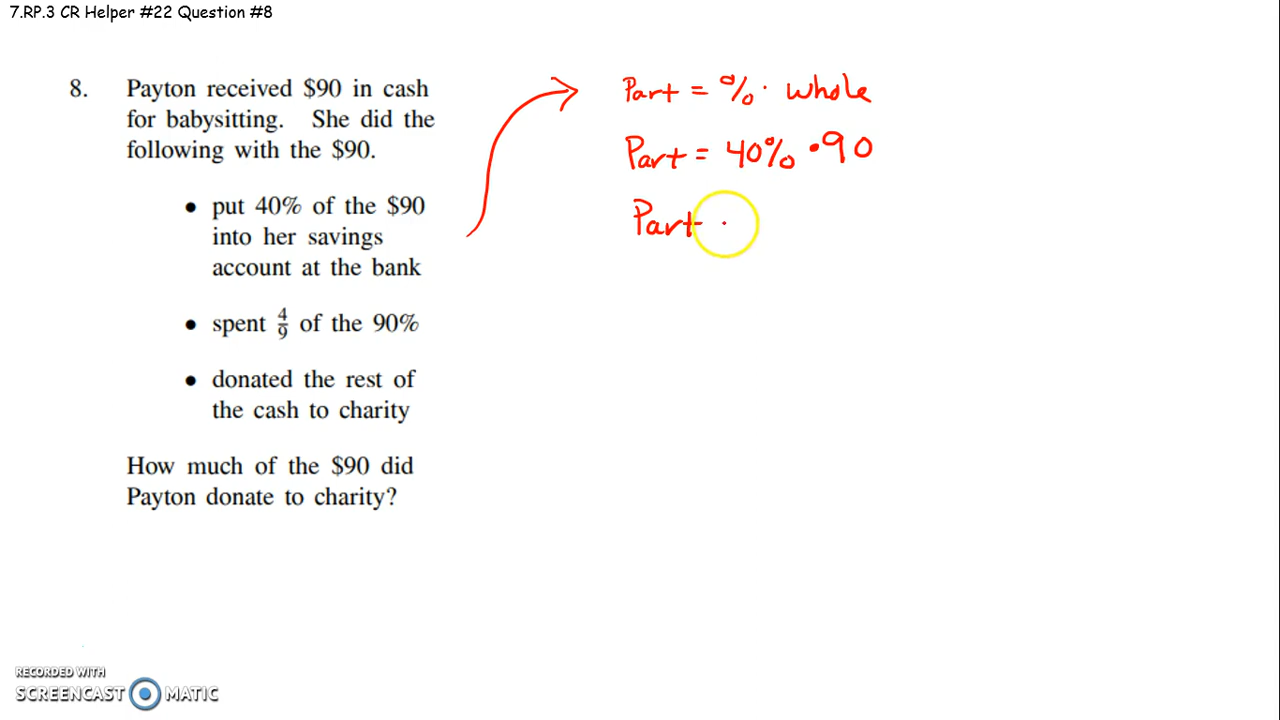 7.RP.3 CR Helper #22 Question #8
8. Payton received $90 in cash
for babysitting. She did the
following with the $90.
• put 40% of the $90
into her savings
account at the bank
• spent 4/9 of the 90%
• donated the rest of
the cash to charity
How much of the $90 did
Payton donate to charity?
Part = % · whole
Part = 40% • 90
Part
RECORDED WITH
SCREENCAST MATIC